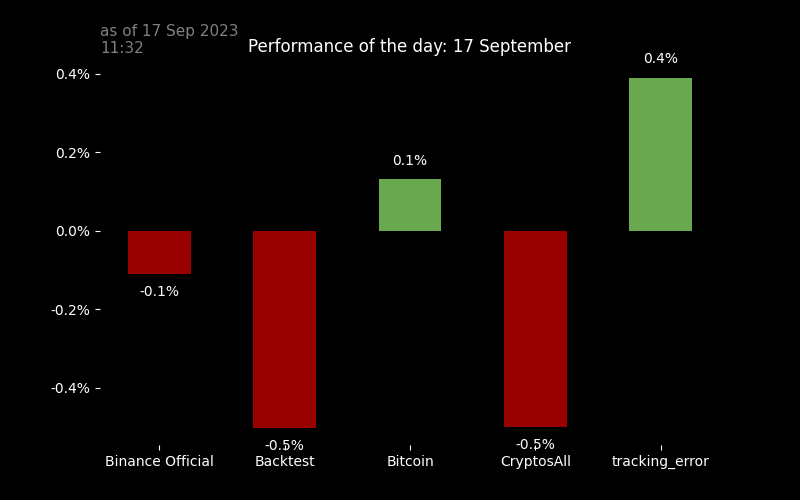 as of 17 Sep 2023
11:32
Performance of the day: 17 September
0.4%
0.2%
0.0%
-0.2%
-0.4%
-0.1%
-0.5%
0.1%
-0.5%
0.4%
Binance Official
Backtest
Bitcoin
CryptosAll
tracking_error